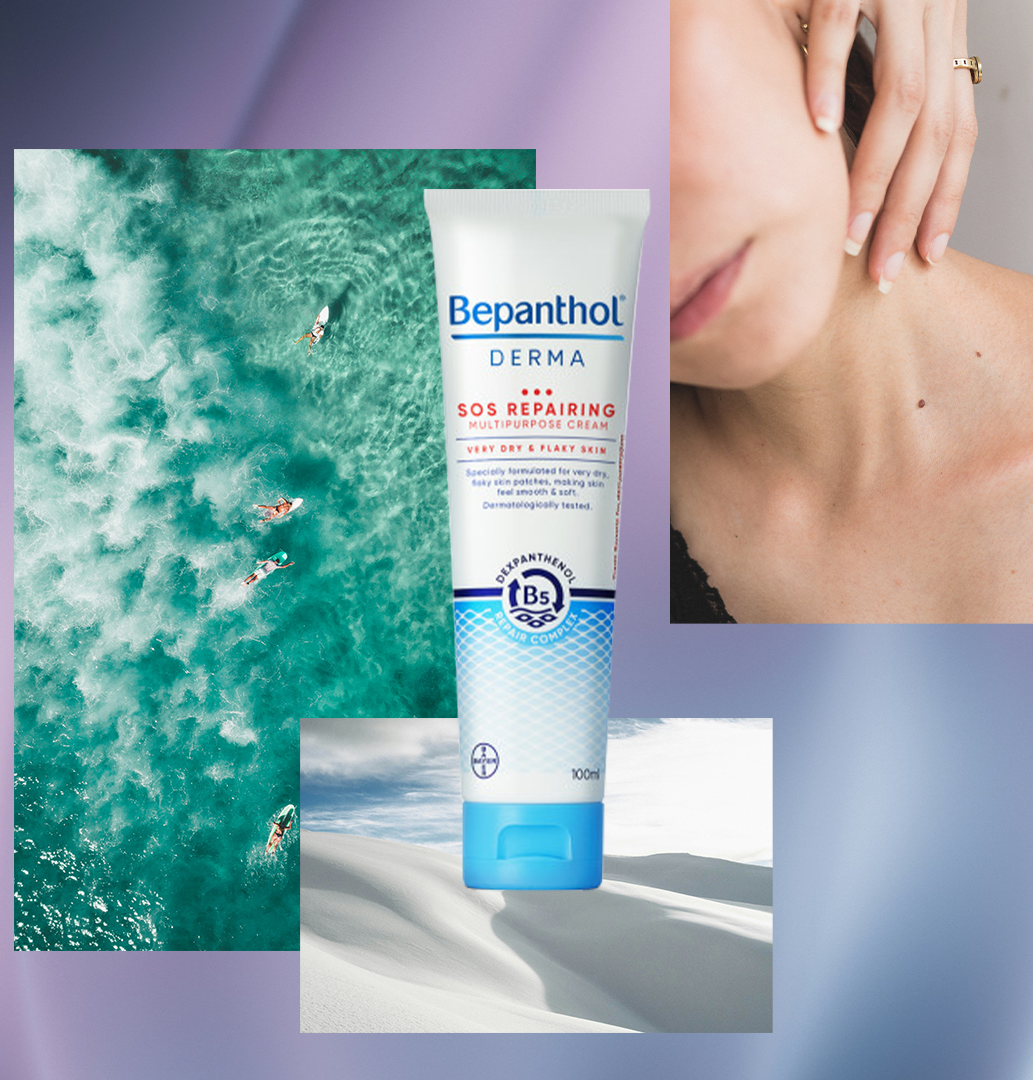 Bepanthol®
DERMA
SOS REPAIRING
MULTIPURPOSE CREAM
VERY DRY & FLAKY SKIN
Specially formulated for very dry,
flaky skin patches, making skin
feel smooth & soft.
Dermatologically tested.
DEXPANTHENOL
B5
REPAIR COMPLEX
BAYER
100ml